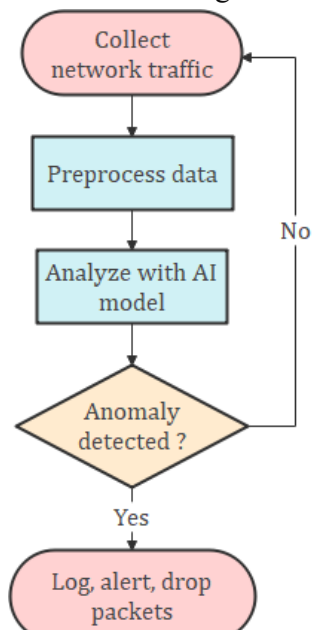 Collect
network traffic
Preprocess data
Analyze with AI
model
Anomaly
detected ?
No
Yes
Log, alert, drop
packets